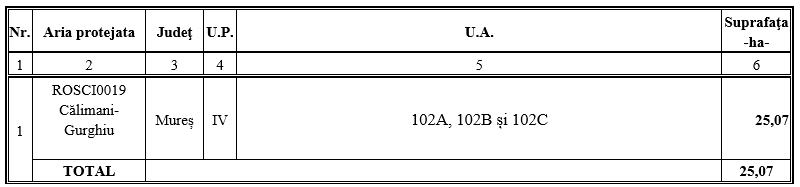 Nr. Aria protejata Județ U.P. U.A. Suprafața
-ha-
1 2 3 4 5 6
1 ROSCI0019
Călimani-
Gurghiu Mureș IV 102A, 102B și 102C 25,07
TOTAL 25,07